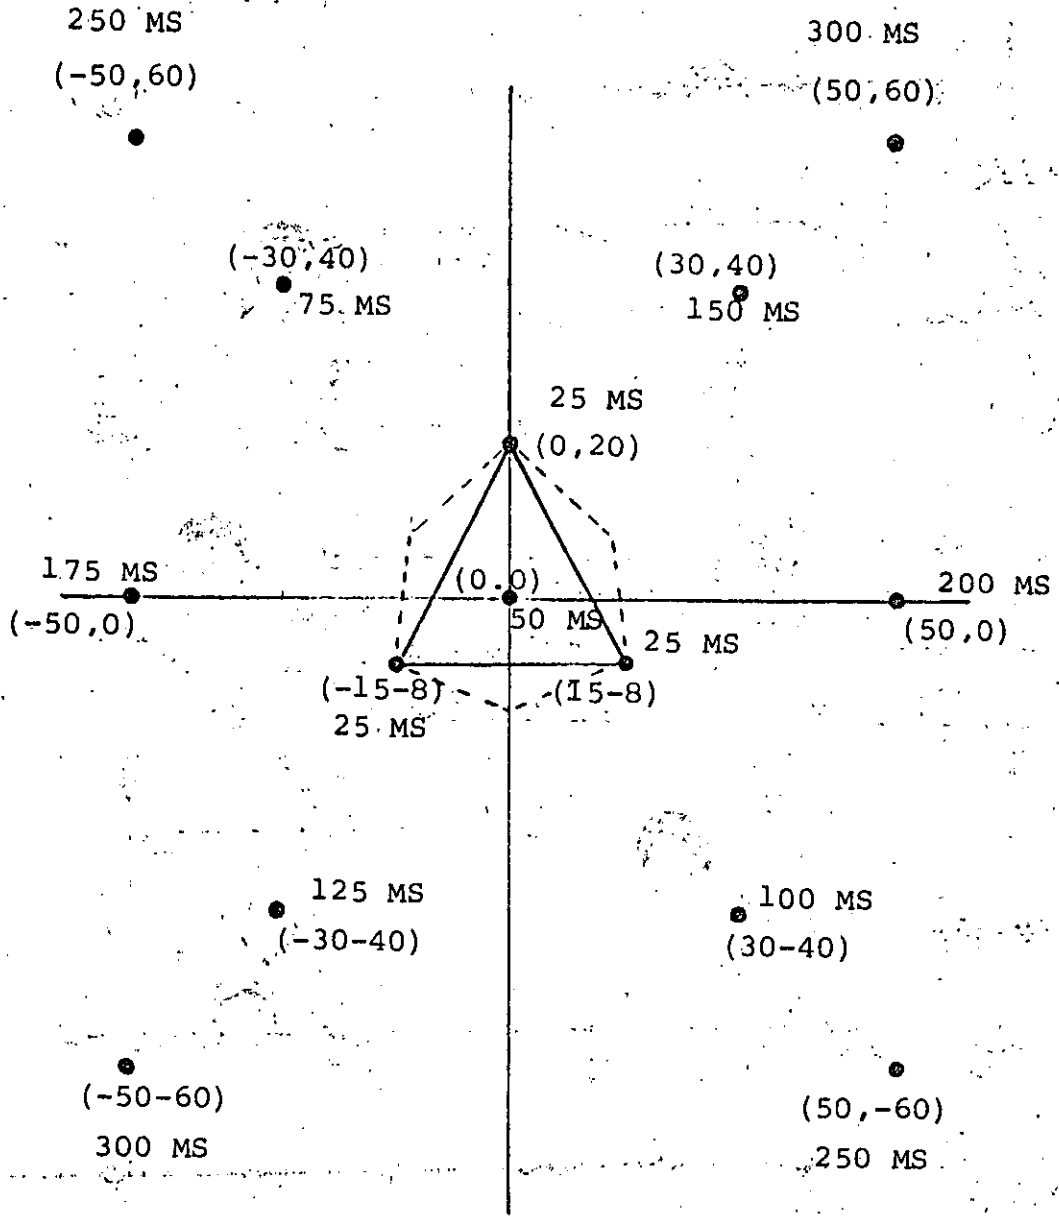 250 MS
(-50,60)
300 MS
(50,60)
(-30,40)
75 MS
(30,40)
150 MS
25 MS
(0,20)
175 MS
(-50,0)
(0.0)
50 MS
200 MS
(50,0)
25 MS
(-15-8)
25 MS
(15-8)
125 MS
(-30-40)
100 MS
(30-40)
(-50-60)
300 MS
(50,-60)
250 MS